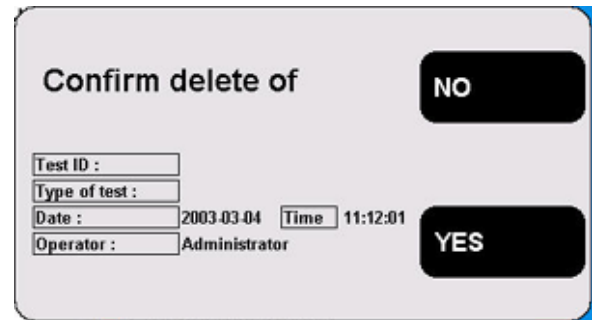 Confirm delete of
NO
Test ID :
Type of test :
Date : 2003-03-04 Time 11:12:01
Operator : Administrator
YES